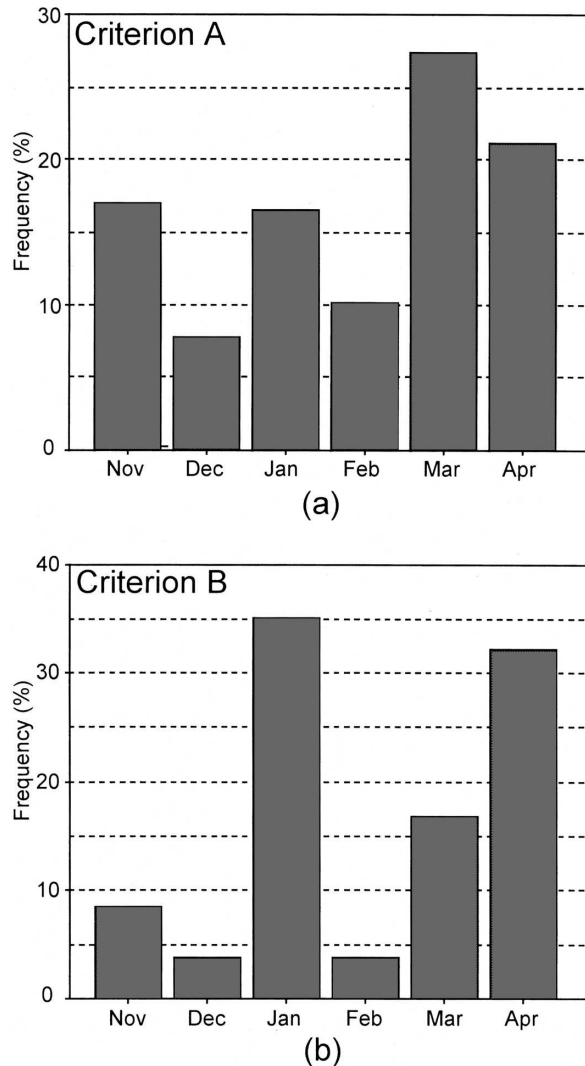 Criterion A
Frequency (%)
30
20
10
0
Nov Dec Jan Feb Mar Apr
(a)
Criterion B
Frequency (%)
40
30
20
10
0
Nov Dec Jan Feb Mar Apr
(b)